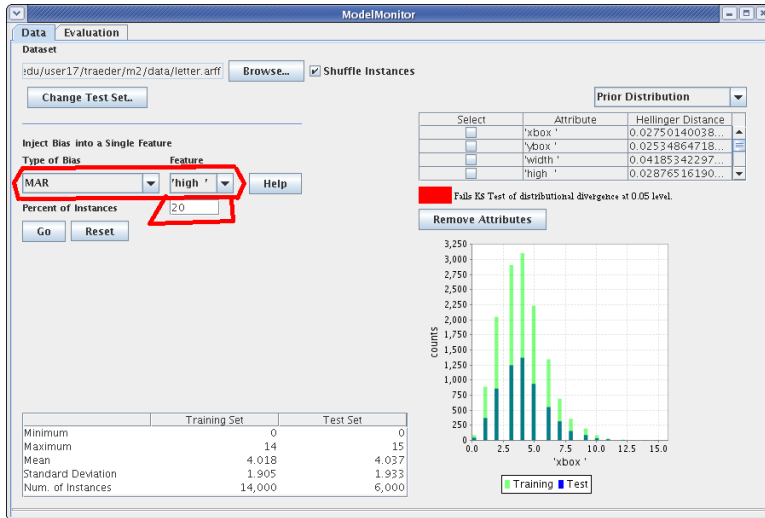 ModelMonitor
Data Evaluation
Dataset
edu/user17/traeder/m2/data/letter.arff Browse... Shuffle Instances
Change Test Set..
Prior Distribution
Select Attribute Hellinger Distance
'xbox ' 0.02750140038...
'ybox ' 0.02534864718...
'width ' 0.04185342297...
'high ' 0.02876516190...
Inject Bias into a Single Feature
Type of Bias Feature
MAR 'high ' Help
Percent of Instances 20
Go Reset
Fails KS Test of distributional divergence at 0.05 level.
Remove Attributes
3,250
3,000
2,750
2,500
2,250
2,000
1,750
1,500
1,250
1,000
750
500
250
0
counts
0.0 2.5 5.0 7.5 10.0 12.5 15.0
'xbox '
Training Test
Training Set Test Set
Minimum 0 0
Maximum 14 15
Mean 4.018 4.037
Standard Deviation 1.905 1.933
Num. of Instances 14,000 6,000